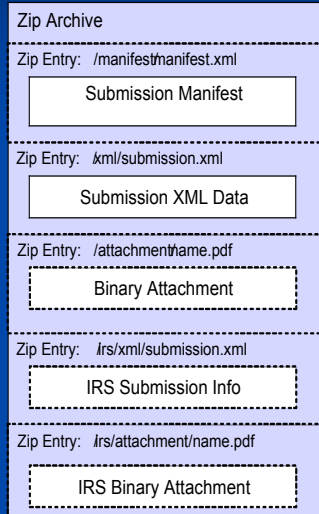 Zip Archive
Zip Entry: /manifest/manifest.xml
Submission Manifest
Zip Entry: /xml/submission.xml
Submission XML Data
Zip Entry: /attachment/name.pdf
Binary Attachment
Zip Entry: /irs/xml/submission.xml
IRS Submission Info
Zip Entry: /irs/attachment/name.pdf
IRS Binary Attachment